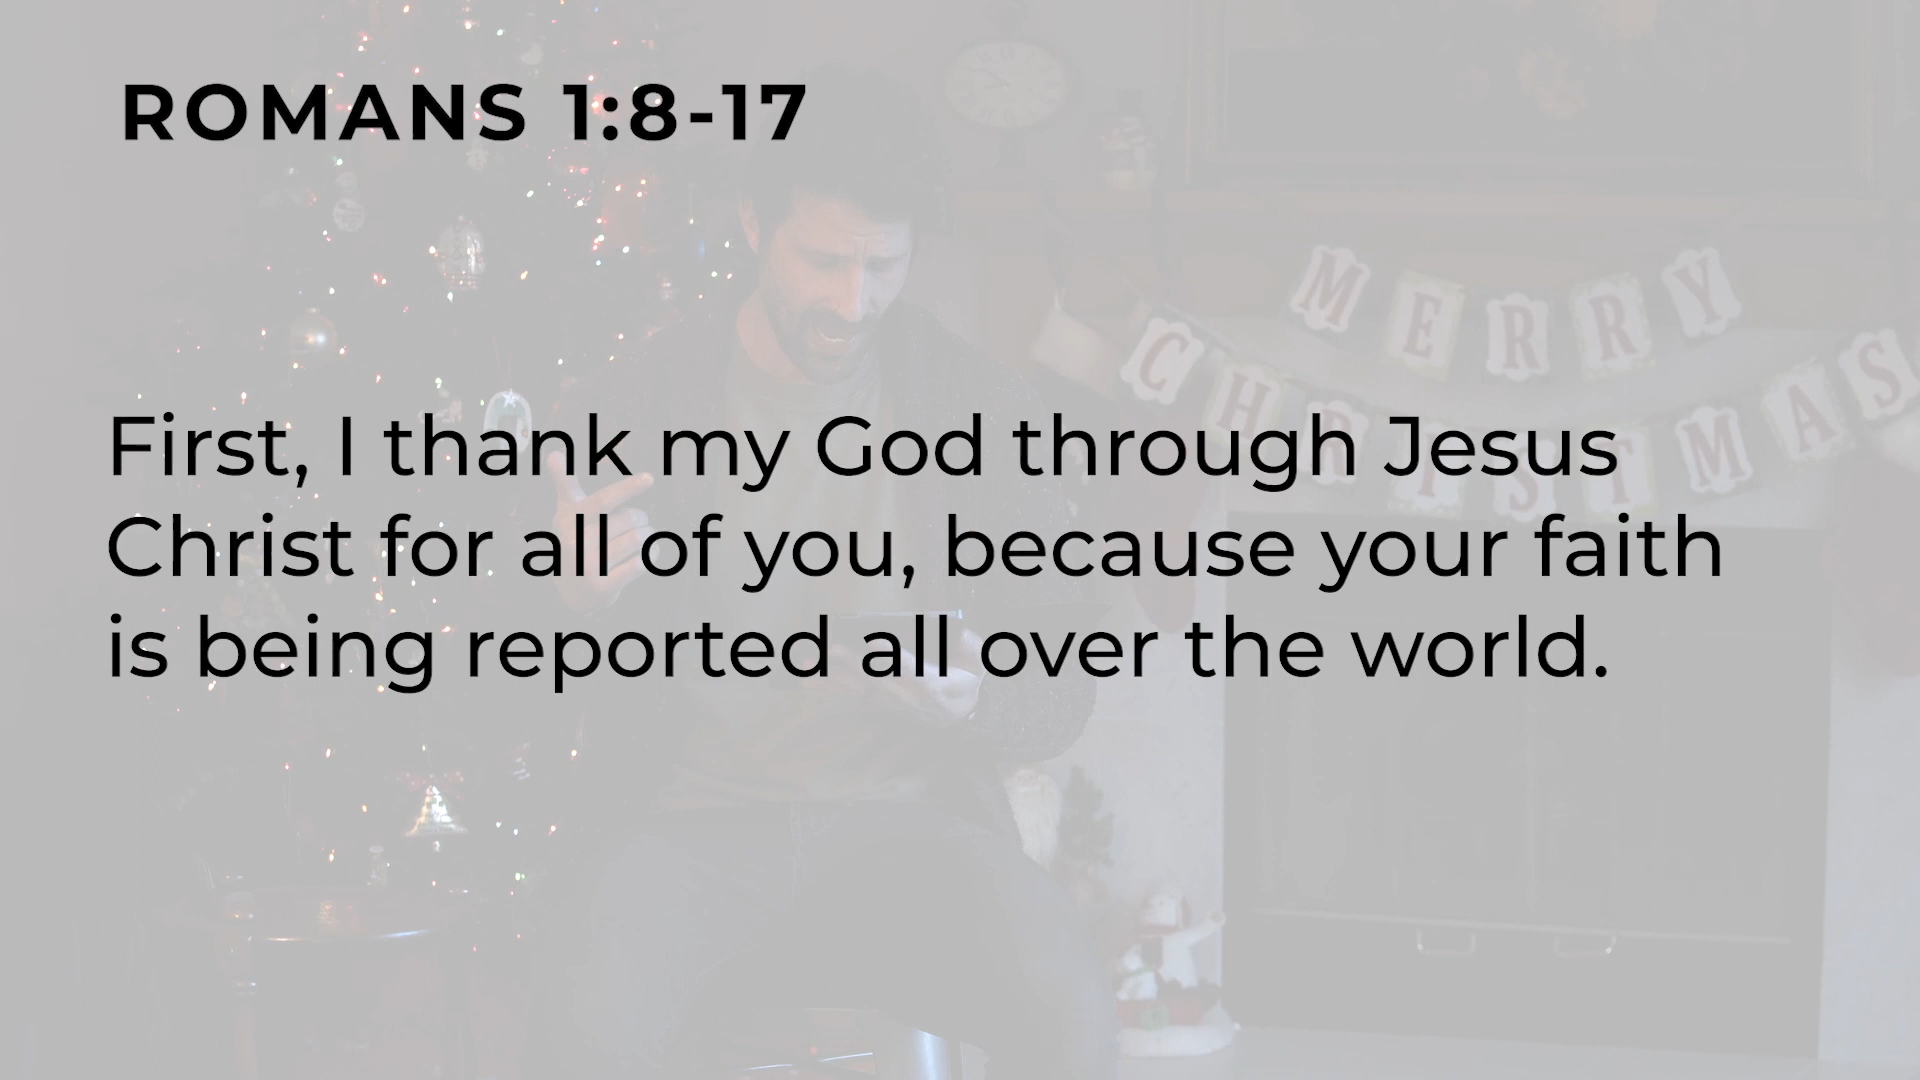 ROMANS 1:8-17
MERRY
CHRISTMAS
First, I thank my God through Jesus
Christ for all of you, because your faith
is being reported all over the world.